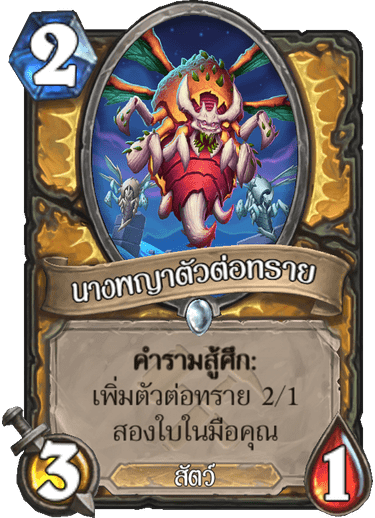 2
นางพญาตัวต่อทราย
คำรามสู้ศึก:
เพิ่มตัวต่อทราย 2/1
สองใบในมือคุณ
3
สัตว์
1